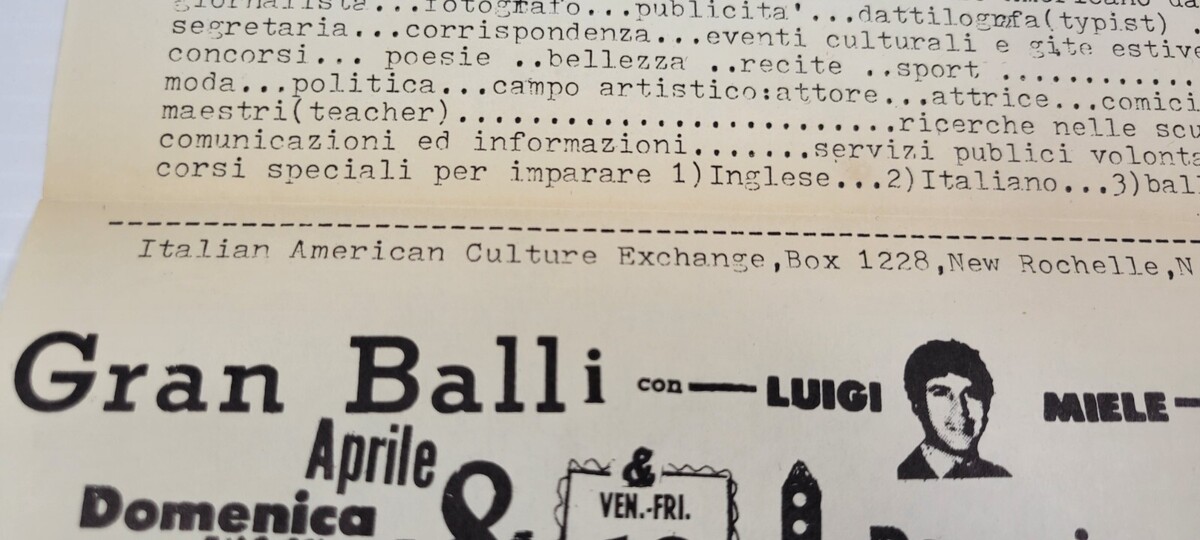 giornalista...fotografo...publicita'...dattilografa(typist)
segretaria...corrispondenza...eventi culturali e gite estive
concorsi... poesie ..bellezza ..recite ..sport ............
moda...politica...campo artistico:attore...attrice...comici
maestri(teacher)..........................ricerche nelle scu
comunicazioni ed informazioni.......servizi publici volonta
corsi speciali per imparare 1)Inglese...2)Italiano...3)ball
Italian American Culture Exchange,Box 1228,New Rochelle,N
Gran Balli con — LUIGI MIELE —
Aprile
Domenica & & VEN.-FRI.